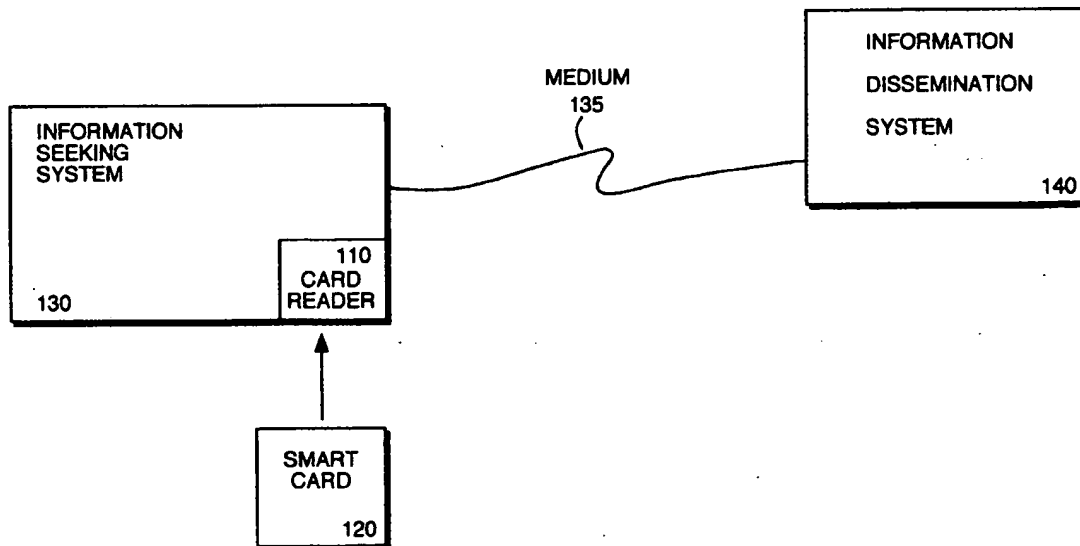 INFORMATION
SEEKING
SYSTEM
130
110
CARD
READER
SMART
CARD
120
MEDIUM
135
INFORMATION
DISSEMINATION
SYSTEM
140